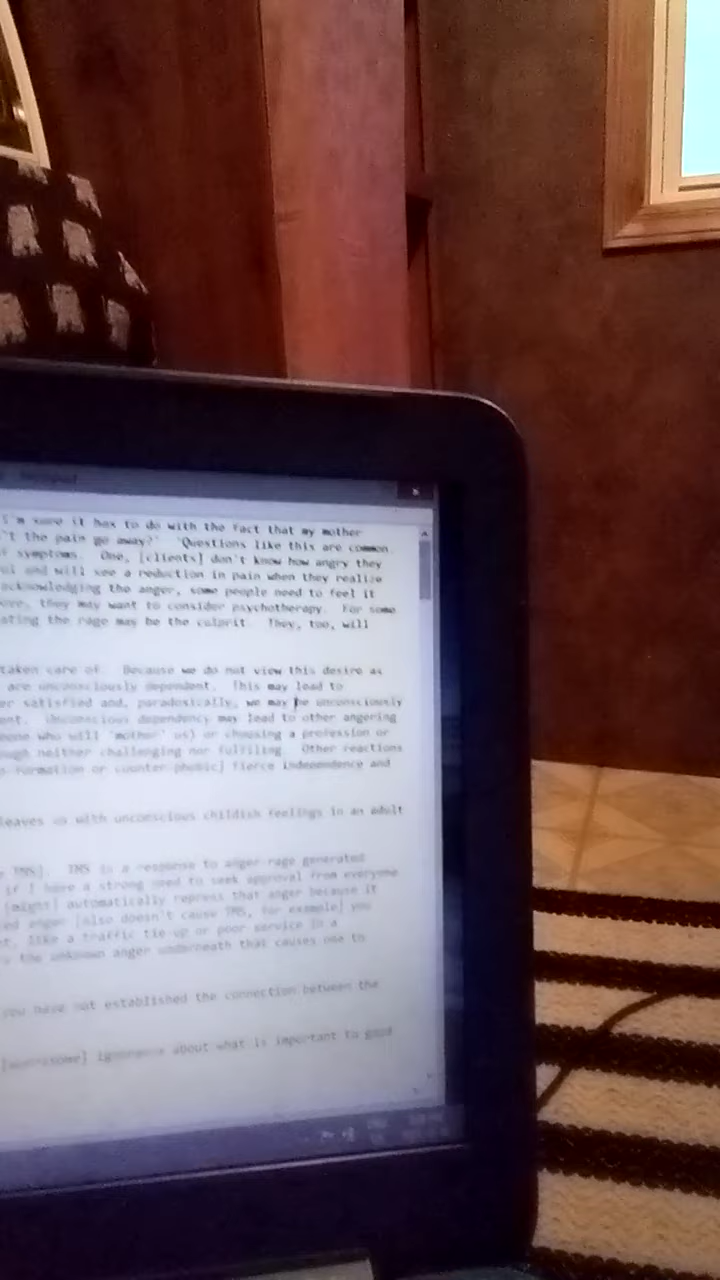 I'm sure it has to do with the fact that my mother
't the pain go away?' 'Questions like this are common.
symptoms. One, [clients] don't know how angry they
and will see a reduction in pain when they realize
acknowledging the anger, some people need to feel it
they may want to consider psychotherapy. For some
ating the rage may be the culprit. They, too, will
taken care of. Because we do not view this desire as
are unconsciously dependent. This may lead to
er satisfied and, paradoxically, we may be unconsciously
ent. Unconscious dependency may lead to other angering
eone who will 'mother' us) or choosing a profession or
ough neither challenging nor fulfilling. Other reactions
formation or counter phobic] fierce independence and
leaves us with unconscious childish feelings in an adult
TMS]. TMS is a response to anger-rage generated
if I have a strong need to seek approval from everyone
[might] automatically repress that anger because it
ed anger [also doesn't cause TMS, for example] you
t, like a traffic tie-up or poor service in a
s the unknown anger underneath that causes one to
you have not established the connection between the
ignorance about what is important to good